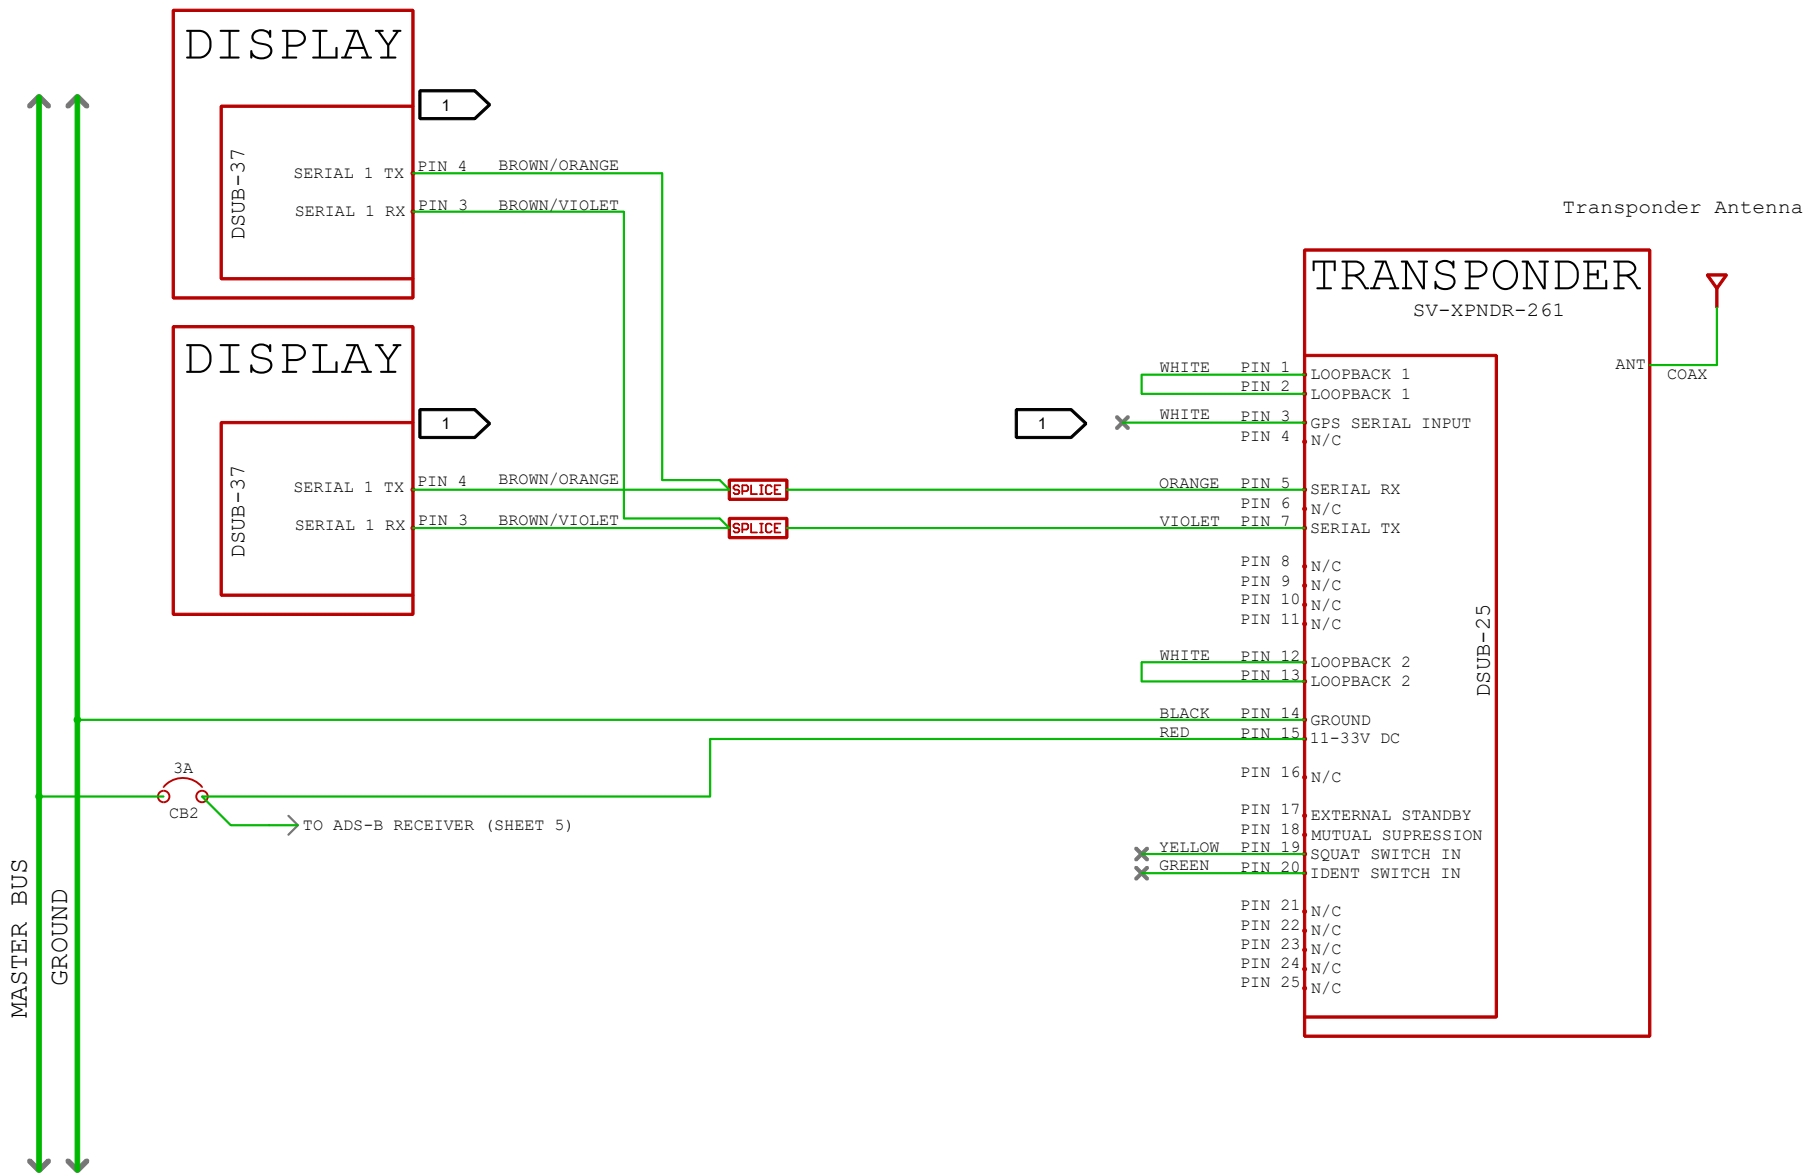 DISPLAY
1
DSUB-37
SERIAL 1 TX PIN 4 BROWN/ORANGE
SERIAL 1 RX PIN 3 BROWN/VIOLET
DISPLAY
1
DSUB-37
SERIAL 1 TX PIN 4 BROWN/ORANGE
SERIAL 1 RX PIN 3 BROWN/VIOLET
SPLICE
SPLICE
Transponder Antenna
TRANSPONDER
SV-XPNDR-261
ANT
COAX
WHITE PIN 1 LOOPBACK 1
PIN 2 LOOPBACK 1
1
WHITE PIN 3 GPS SERIAL INPUT
PIN 4 N/C
ORANGE PIN 5 SERIAL RX
PIN 6 N/C
VIOLET PIN 7 SERIAL TX
PIN 8 N/C
PIN 9 N/C
PIN 10 N/C
PIN 11 N/C
DSUB-25
WHITE PIN 12 LOOPBACK 2
PIN 13 LOOPBACK 2
BLACK PIN 14 GROUND
RED PIN 15 11-33V DC
PIN 16 N/C
PIN 17 EXTERNAL STANDBY
PIN 18 MUTUAL SUPRESSION
YELLOW PIN 19 SQUAT SWITCH IN
GREEN PIN 20 IDENT SWITCH IN
PIN 21 N/C
PIN 22 N/C
PIN 23 N/C
PIN 24 N/C
PIN 25 N/C
3A
CB2
TO ADS-B RECEIVER (SHEET 5)
MASTER BUS
GROUND